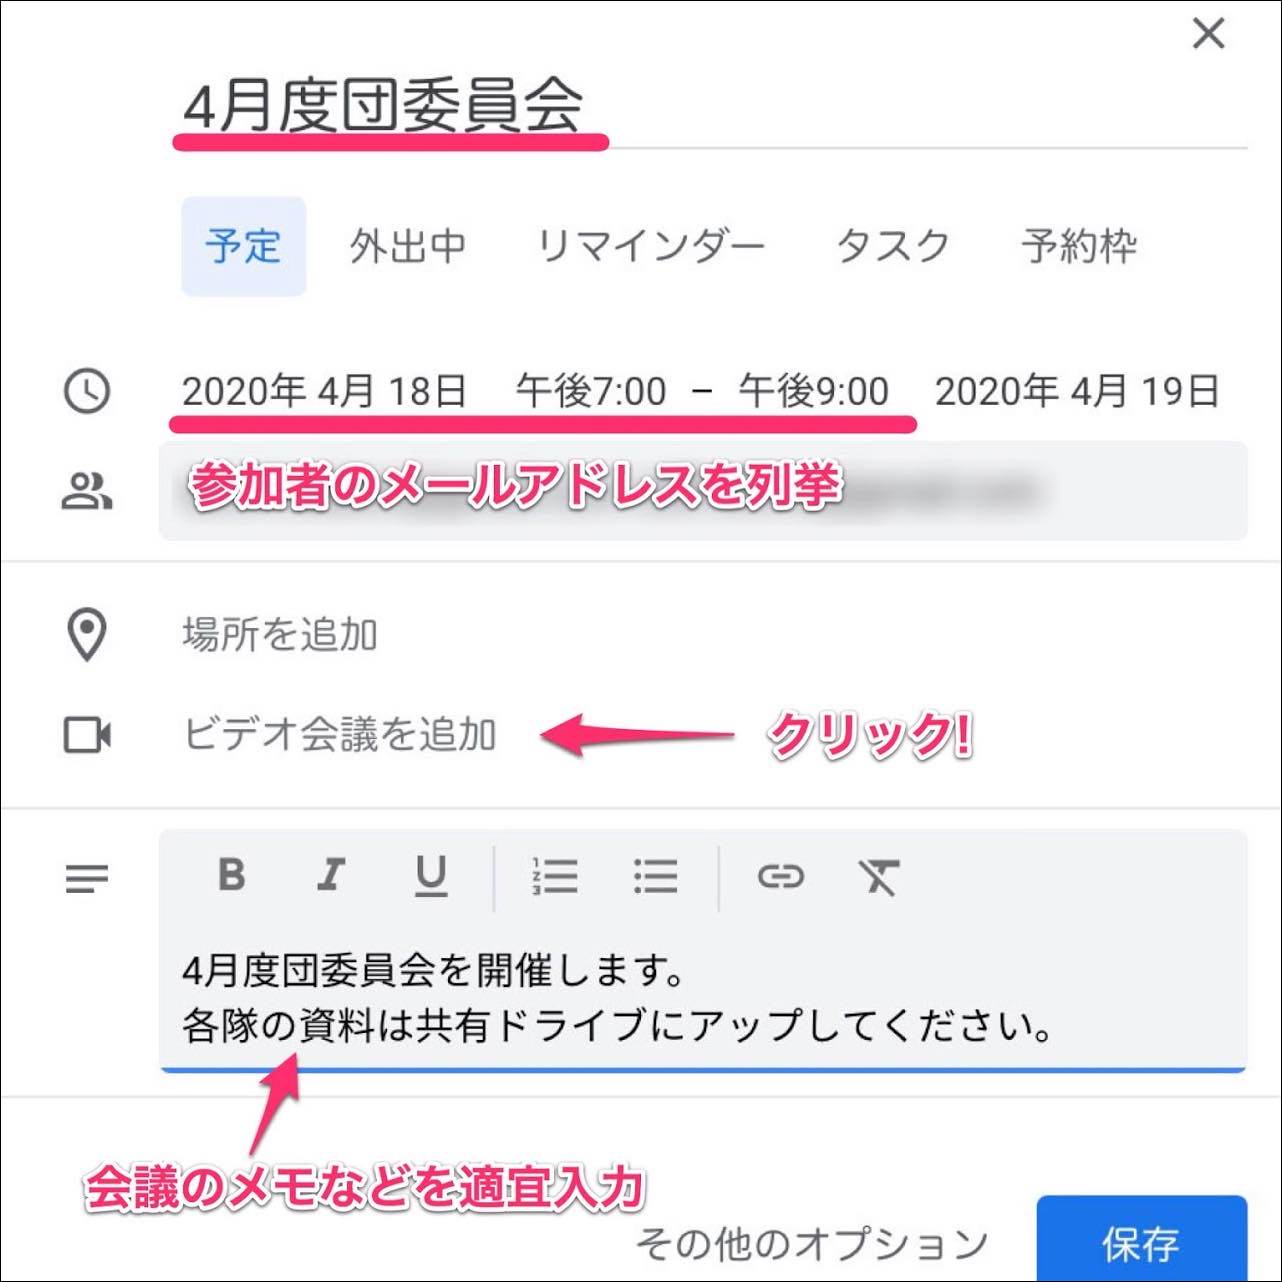 4月度団委員会
予定 外出中 リマインダー タスク 予約枠
2020年 4月 18日 午後7:00 – 午後9:00 2020年 4月 19日
参加者のメールアドレスを列挙
場所を追加
ビデオ会議を追加 クリック!
B I U
4月度団委員会を開催します。
各隊の資料は共有ドライブにアップしてください。
会議のメモなどを適宜入力
その他のオプション 保存